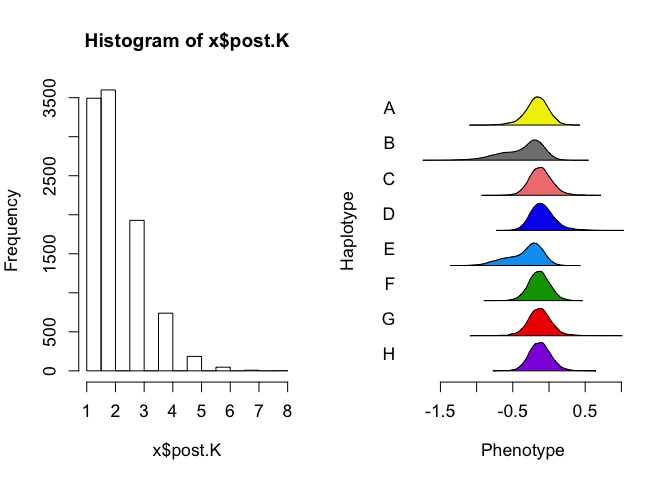 Histogram of x$post.K
Frequency
3500
2500
1500
500
0
1 2 3 4 5 6 7 8
x$post.K
Haplotype
A
B
C
D
E
F
G
H
-1.5 -0.5 0.5
Phenotype